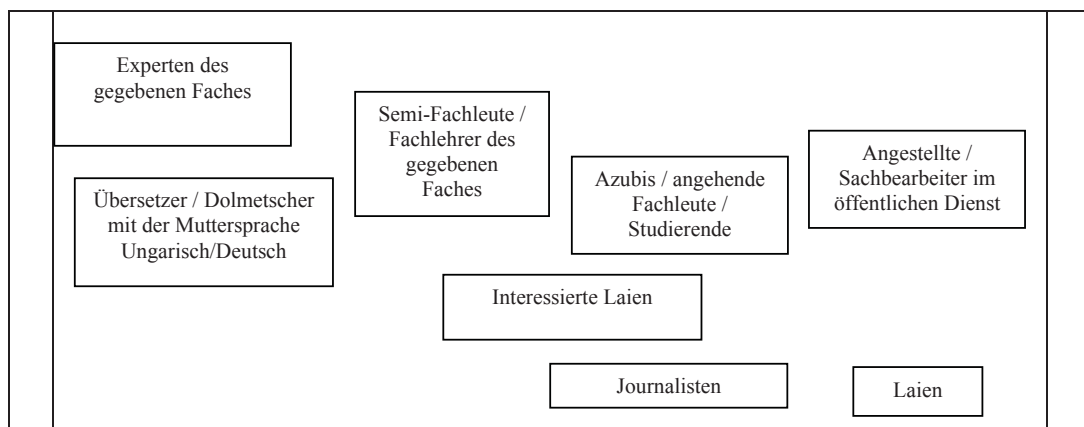 Experten des
gegebenen Faches
Semi-Fachleute /
Fachlehrer des
gegebenen
Faches
Angestellte /
Sachbearbeiter im
öffentlichen Dienst
Azubis / angehende
Fachleute /
Studierende
Übersetzer / Dolmetscher
mit der Muttersprache
Ungarisch/Deutsch
Interessierte Laien
Journalisten
Laien